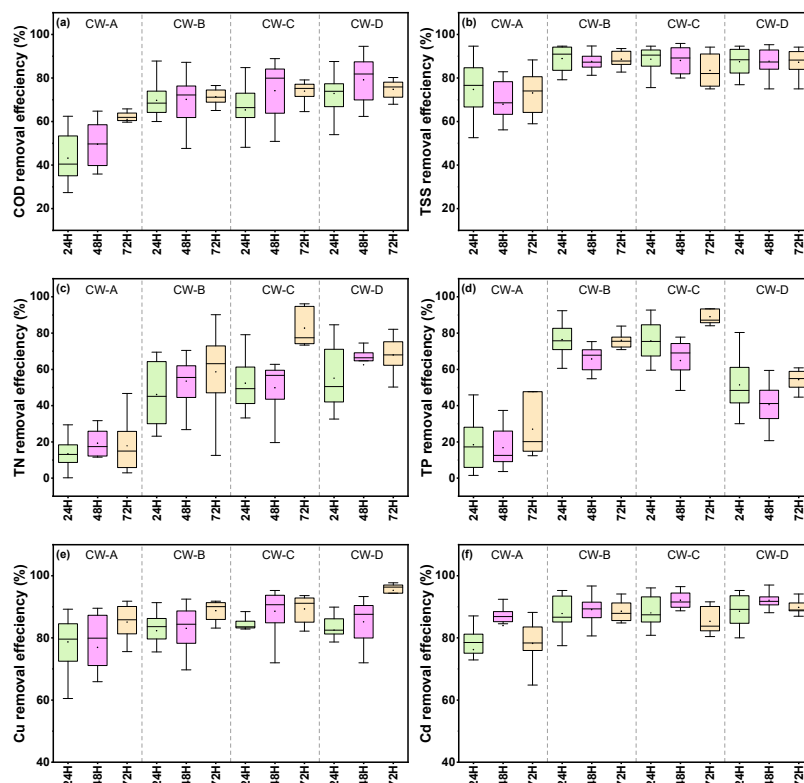 (a) CW-A CW-B CW-C CW-D
COD removal effeciency (%)
100
80
60
40
20
24H 48H 72H 24H 48H 72H 24H 48H 72H 24H 48H 72H
(b) CW-A CW-B CW-C CW-D
TSS removal effeciency (%)
100
80
60
40
20
24H 48H 72H 24H 48H 72H 24H 48H 72H 24H 48H 72H
(c) CW-A CW-B CW-C CW-D
TN removal effeciency (%)
100
80
60
40
20
0
24H 48H 72H 24H 48H 72H 24H 48H 72H 24H 48H 72H
(d) CW-A CW-B CW-C CW-D
TP removal effeciency (%)
100
80
60
40
20
0
24H 48H 72H 24H 48H 72H 24H 48H 72H 24H 48H 72H
(e) CW-A CW-B CW-C CW-D
Cu removal effeciency (%)
100
80
60
40
24H 48H 72H 24H 48H 72H 24H 48H 72H 24H 48H 72H
(f) CW-A CW-B CW-C CW-D
Cd removal effeciency (%)
100
80
60
40
24H 48H 72H 24H 48H 72H 24H 48H 72H 24H 48H 72H